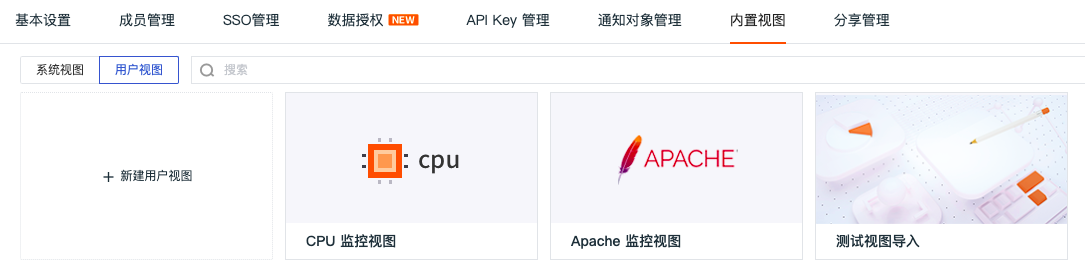 基本设置 成员管理 SSO管理 数据授权 NEW API Key 管理 通知对象管理 内置视图 分享管理
系统视图 用户视图 搜索
+ 新建用户视图
cpu
APACHE
CPU 监控视图
Apache 监控视图
测试视图导入